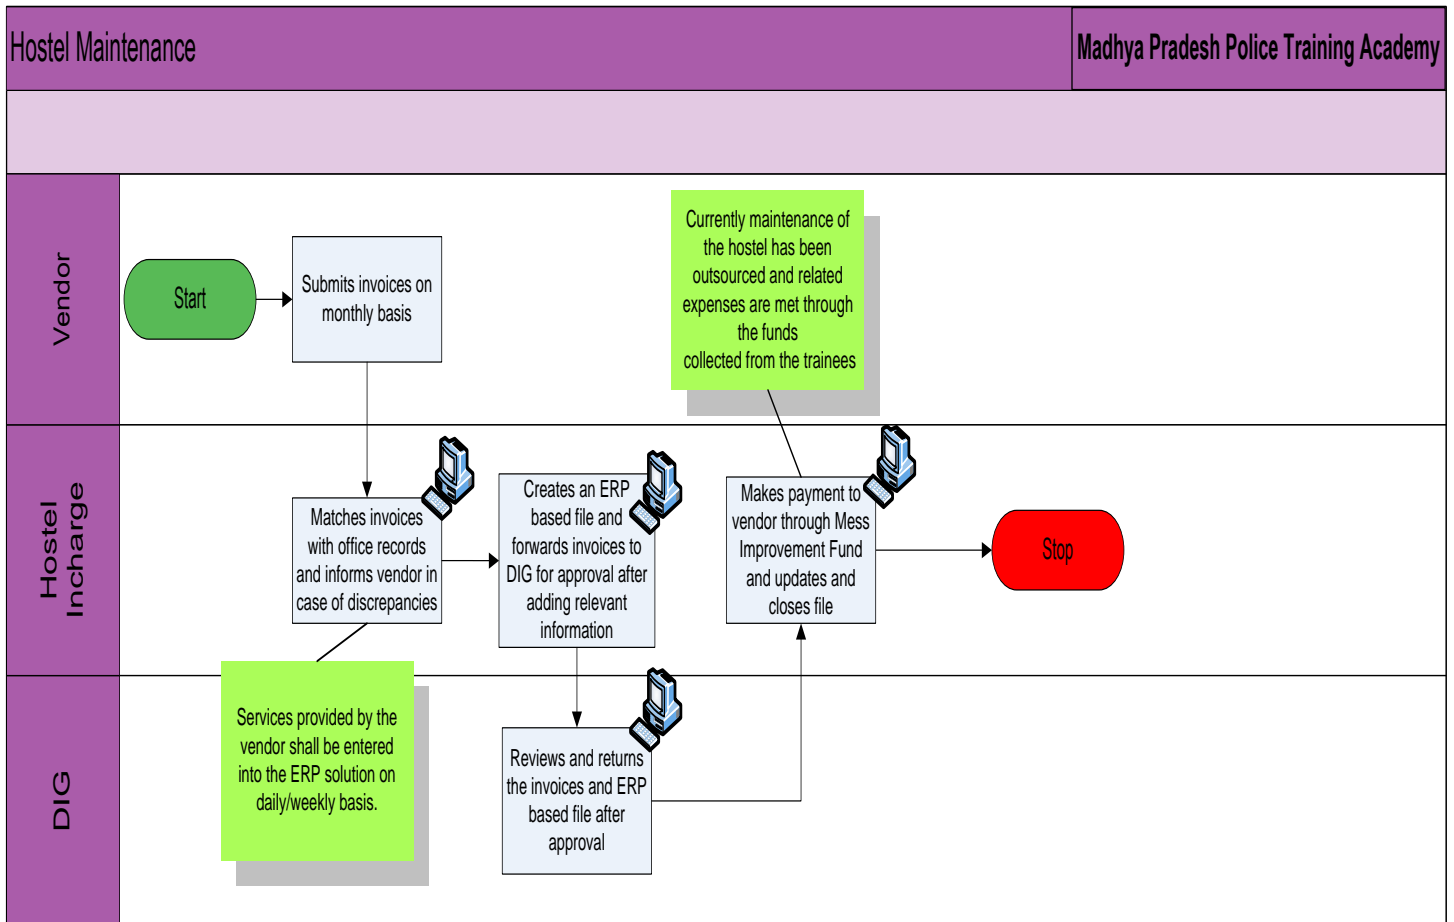 Hostel Maintenance
Madhya Pradesh Police Training Academy
Vendor
Start
Submits invoices on
monthly basis
Currently maintenance of
the hostel has been
outsourced and related
expenses are met through
the funds
collected from the trainees
Hostel
Incharge
Matches invoices
with office records
and informs vendor in
case of discrepancies
Creates an ERP
based file and
forwards invoices to
DIG for approval after
adding relevant
information
Makes payment to
vendor through Mess
Improvement Fund
and updates and
closes file
Stop
DIG
Services provided by the
vendor shall be entered
into the ERP solution on
daily/weekly basis.
Reviews and returns
the invoices and ERP
based file after
approval